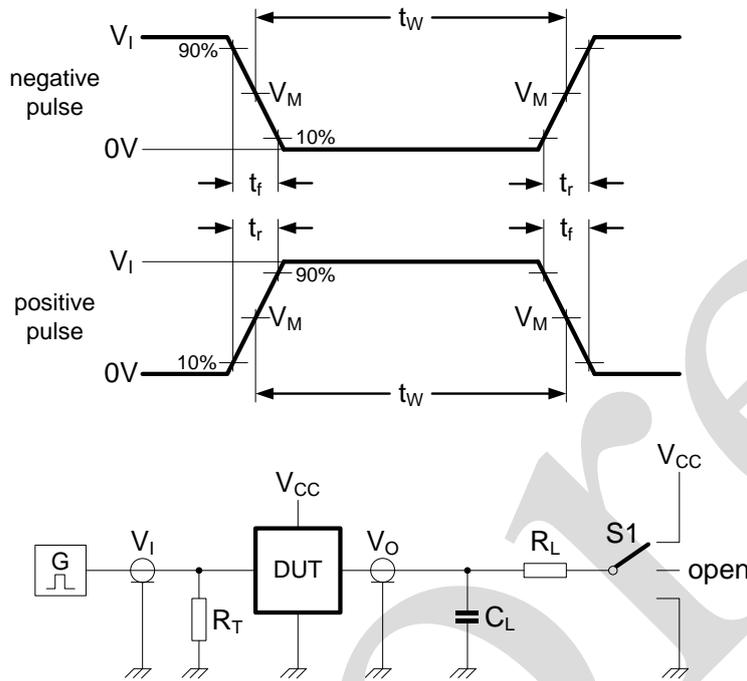 V_I
90%
negative
pulse
V_M
V_M
10%
0V
t_W
t_f
t_r
t_r
t_f
V_I
90%
positive
pulse
V_M
V_M
10%
0V
t_W
G
V_I
R_T
V_CC
DUT
V_O
C_L
R_L
S1
V_CC
open